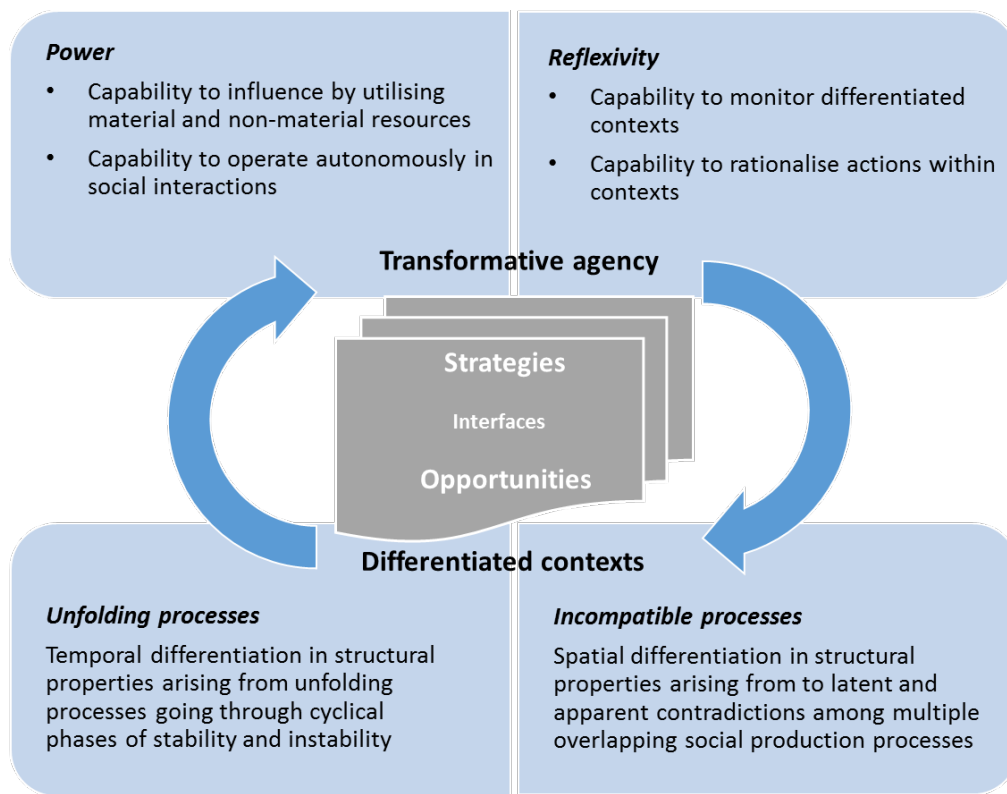 Power
• Capability to influence by utilising
material and non-material resources
• Capability to operate autonomously in
social interactions
Reflexivity
• Capability to monitor differentiated
contexts
• Capability to rationalise actions within
contexts
Transformative agency
Strategies
Interfaces
Opportunities
Differentiated contexts
Unfolding processes
Temporal differentiation in structural
properties arising from unfolding
processes going through cyclical
phases of stability and instability
Incompatible processes
Spatial differentiation in structural
properties arising from to latent and
apparent contradictions among multiple
overlapping social production processes